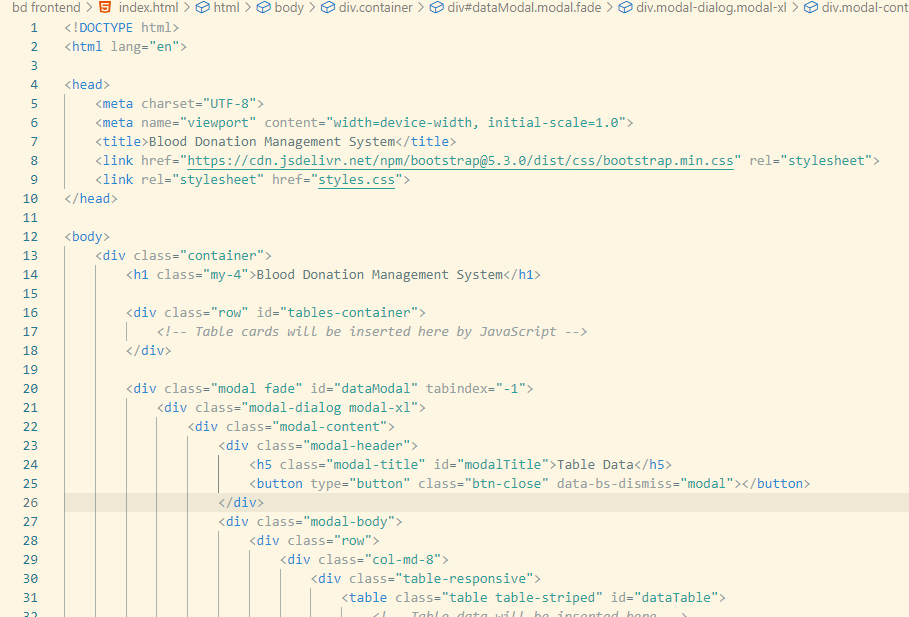 bd frontend > index.html > html > body > div.container > div#dataModal.modal.fade > div.modal-dialog.modal-xl > div.modal-cont
1 <!DOCTYPE html>
2 <html lang="en">
3
4 <head>
5 <meta charset="UTF-8">
6 <meta name="viewport" content="width=device-width, initial-scale=1.0">
7 <title>Blood Donation Management System</title>
8 <link href="https://cdn.jsdelivr.net/npm/bootstrap@5.3.0/dist/css/bootstrap.min.css" rel="stylesheet">
9 <link rel="stylesheet" href="styles.css">
10 </head>
11
12 <body>
13 <div class="container">
14 <h1 class="my-4">Blood Donation Management System</h1>
15
16 <div class="row" id="tables-container">
17 <!-- Table cards will be inserted here by JavaScript -->
18 </div>
19
20 <div class="modal fade" id="dataModal" tabindex="-1">
21 <div class="modal-dialog modal-xl">
22 <div class="modal-content">
23 <div class="modal-header">
24 <h5 class="modal-title" id="modalTitle">Table Data</h5>
25 <button type="button" class="btn-close" data-bs-dismiss="modal"></button>
26 </div>
27 <div class="modal-body">
28 <div class="row">
29 <div class="col-md-8">
30 <div class="table-responsive">
31 <table class="table table-striped" id="dataTable">
32 <!-- Table data will be inserted here -->